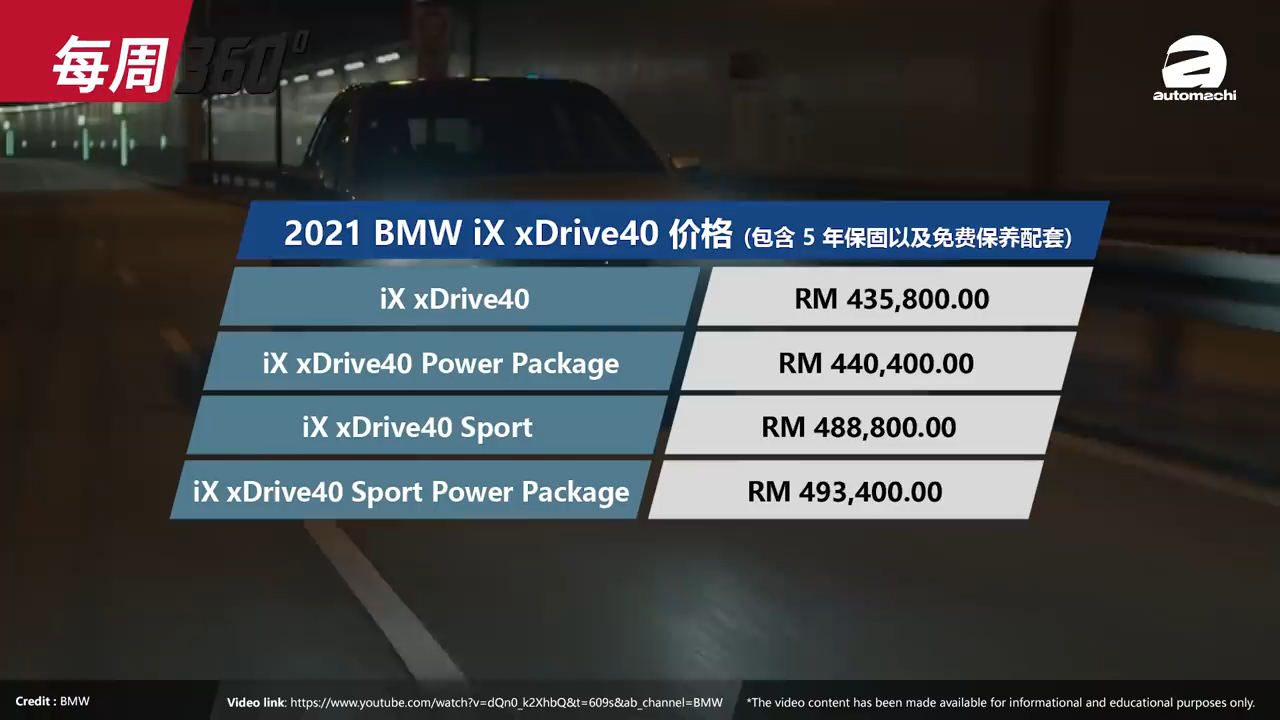 每周360°
automachi
2021 BMW iX xDrive40 价格 (包含 5 年保固以及免费保养配套)
iX xDrive40 RM 435,800.00
iX xDrive40 Power Package RM 440,400.00
iX xDrive40 Sport RM 488,800.00
iX xDrive40 Sport Power Package RM 493,400.00
Credit : BMW
Video link: https://www.youtube.com/watch?v=dQn0_k2XhbQ&t=609s&ab_channel=BMW
*The video content has been made available for informational and educational purposes only.